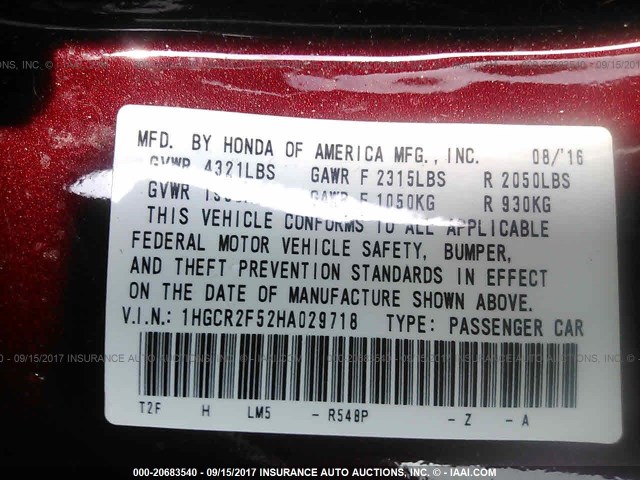 MFD. BY HONDA OF AMERICA MFG., INC. 08/'16
GVWR 4321LBS GAWR F 2315LBS R 2050LBS
GVWR GAWR F 1050KG R 930KG
THIS VEHICLE CONFORMS TO ALL APPLICABLE
FEDERAL MOTOR VEHICLE SAFETY, BUMPER,
AND THEFT PREVENTION STANDARDS IN EFFECT
ON THE DATE OF MANUFACTURE SHOWN ABOVE.
V.I.N.: 1HGCR2F52HA029718 TYPE: PASSENGER CAR
T2F H LM5 - R548P - Z - A
000-20683540 - 09/15/2017 INSURANCE AUTO AUCTIONS, INC. - © IAAI.COM